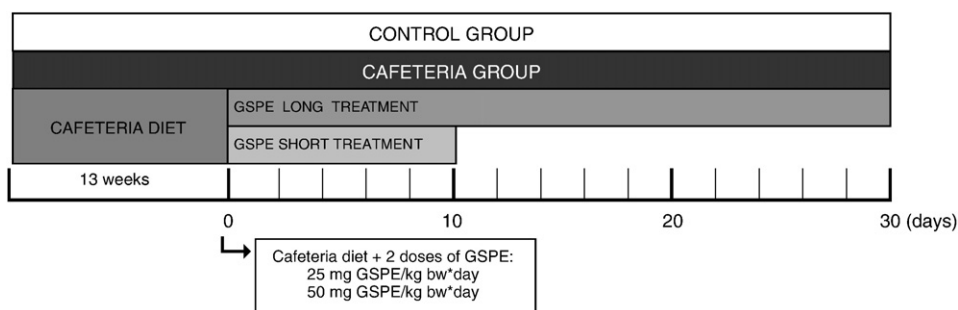 CONTROL GROUP
CAFETERIA GROUP
CAFETERIA DIET
GSPE LONG TREATMENT
GSPE SHORT TREATMENT
13 weeks
0 10 20 30 (days)
Cafeteria diet + 2 doses of GSPE:
25 mg GSPE/kg bw*day
50 mg GSPE/kg bw*day